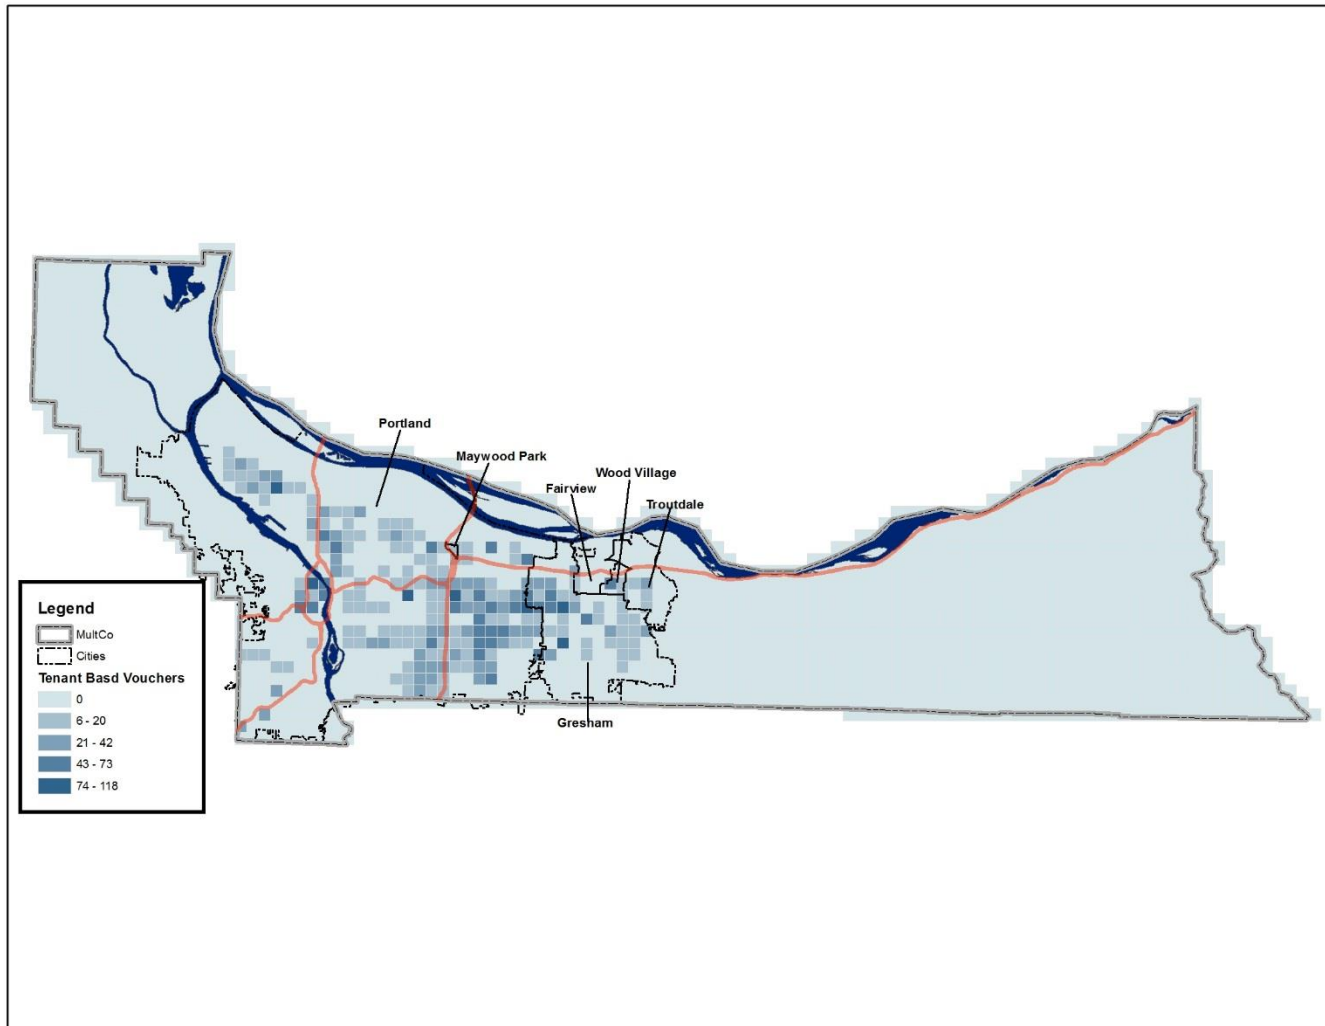 Portland
Maywood Park
Wood Village
Fairview
Troutdale
Gresham
Legend
MultCo
Cities
Tenant Basd Vouchers
0
6 - 20
21 - 42
43 - 73
74 - 118